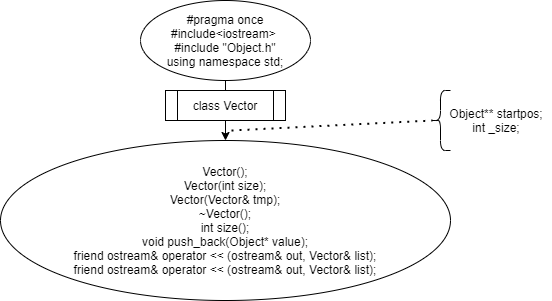 #pragma once
#include<iostream>
#include "Object.h"
using namespace std;
class Vector
Object** startpos;
int _size;
Vector();
Vector(int size);
Vector(Vector& tmp);
~Vector();
int size();
void push_back(Object* value);
friend ostream& operator << (ostream& out, Vector& list);
friend ostream& operator << (ostream& out, Vector& list);